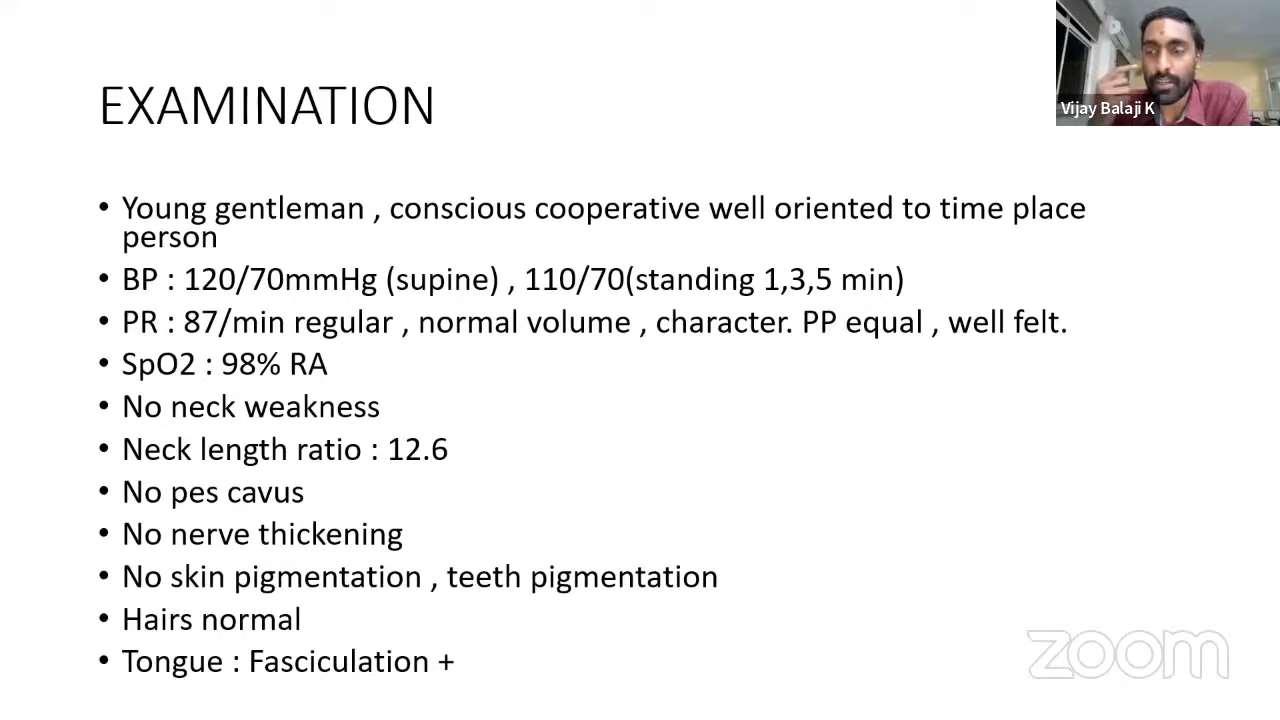 EXAMINATION
Vijay Balaji K
• Young gentleman , conscious cooperative well oriented to time place
person
• BP : 120/70mmHg (supine) , 110/70(standing 1,3,5 min)
• PR : 87/min regular , normal volume , character. PP equal , well felt.
• SpO2 : 98% RA
• No neck weakness
• Neck length ratio : 12.6
• No pes cavus
• No nerve thickening
• No skin pigmentation , teeth pigmentation
• Hairs normal
• Tongue : Fasciculation +
zoom